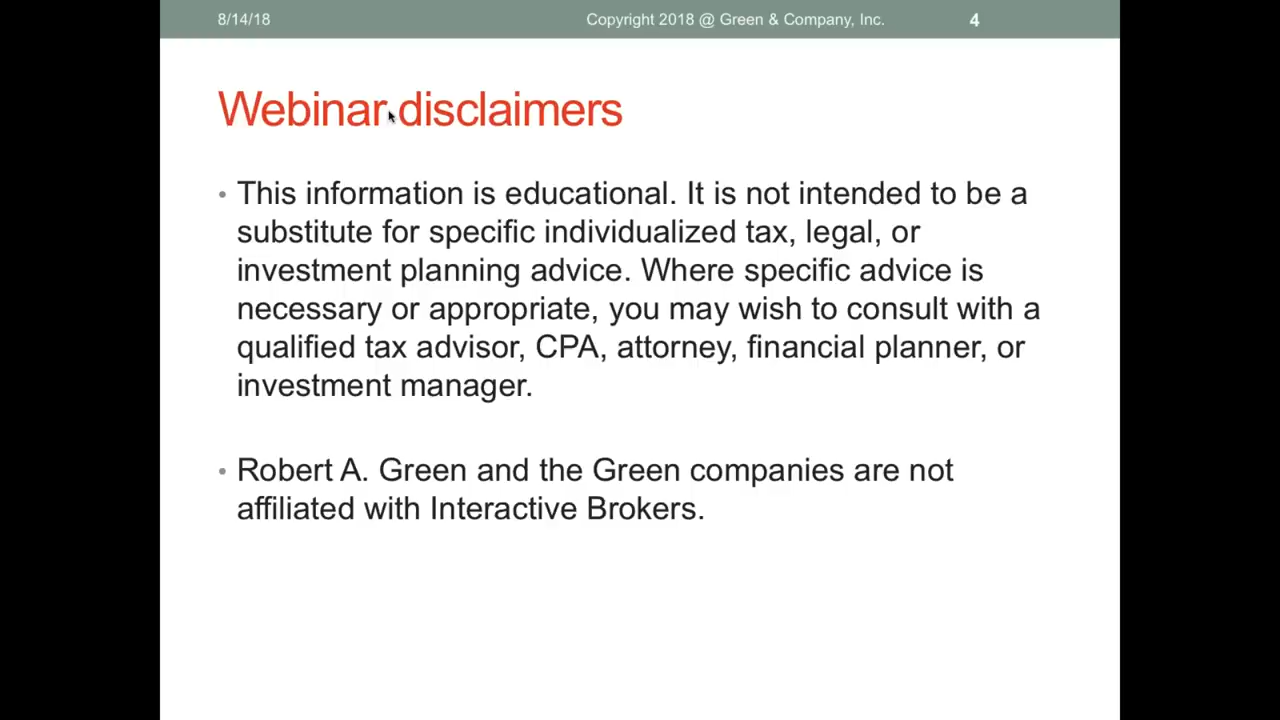 8/14/18 Copyright 2018 @ Green & Company, Inc. 4
Webinar disclaimers
• This information is educational. It is not intended to be a
substitute for specific individualized tax, legal, or
investment planning advice. Where specific advice is
necessary or appropriate, you may wish to consult with a
qualified tax advisor, CPA, attorney, financial planner, or
investment manager.
• Robert A. Green and the Green companies are not
affiliated with Interactive Brokers.